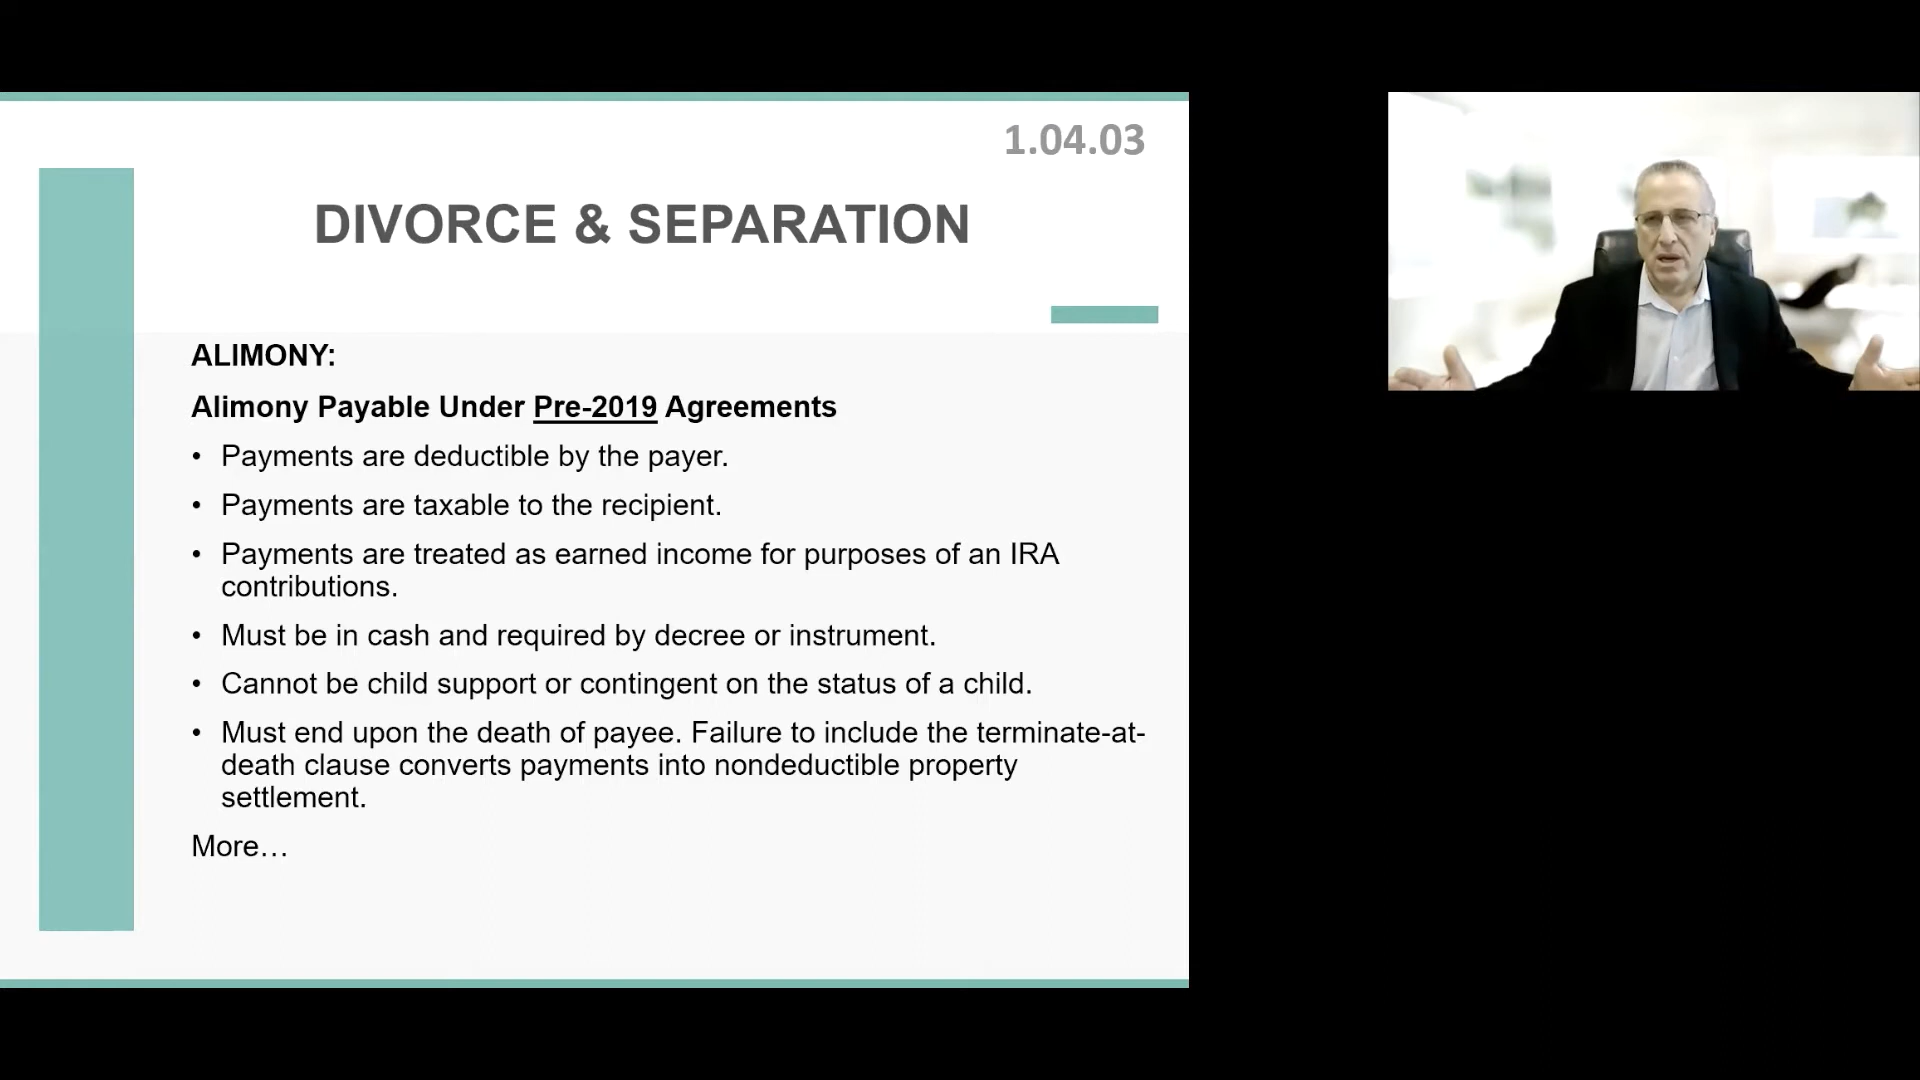 1.04.03
DIVORCE & SEPARATION
ALIMONY:
Alimony Payable Under Pre-2019 Agreements
• Payments are deductible by the payer.
• Payments are taxable to the recipient.
• Payments are treated as earned income for purposes of an IRA
contributions.
• Must be in cash and required by decree or instrument.
• Cannot be child support or contingent on the status of a child.
• Must end upon the death of payee. Failure to include the terminate-at-
death clause converts payments into nondeductible property
settlement.
More…